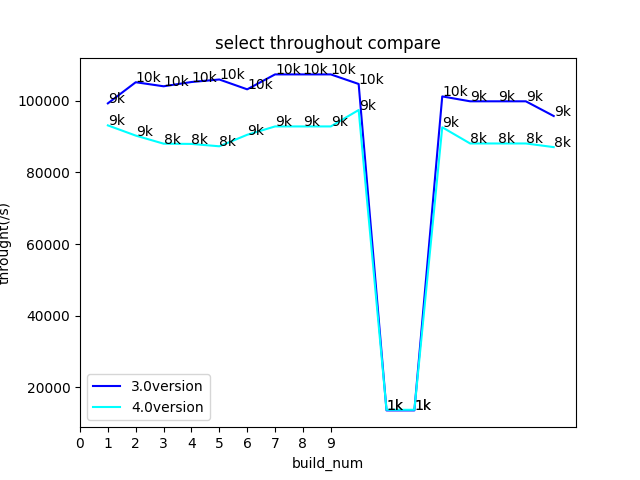 select throughout compare
throught(/s)
100000
80000
60000
40000
20000
9k 10k 10k 10k 10k 10k 10k 10k 10k 10k 1k 1k 10k 9k 9k 9k 9k
9k 9k 8k 8k 8k 9k 9k 9k 9k 9k 1k 1k 9k 8k 8k 8k 8k
3.0version
4.0version
0 1 2 3 4 5 6 7 8 9
build_num